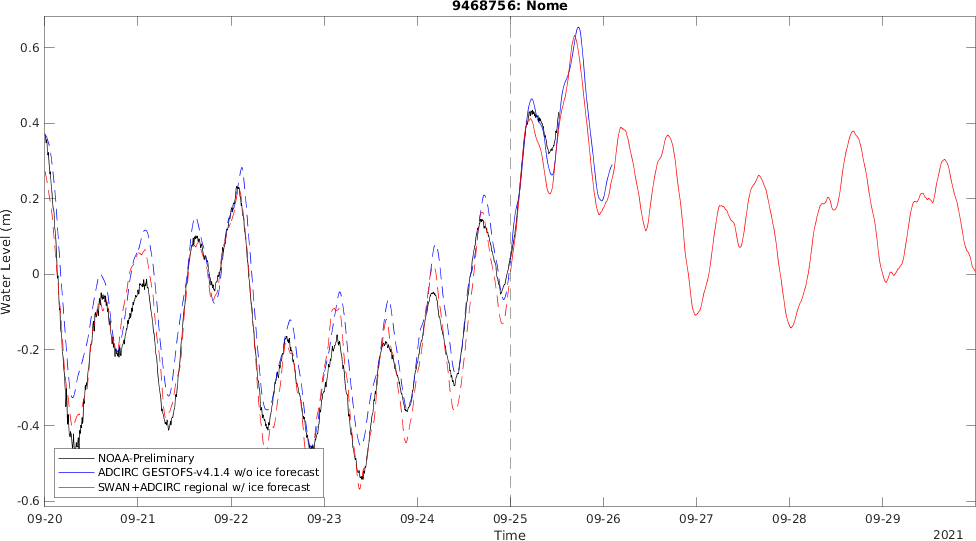 9468756: Nome
Water Level (m)
0.6
0.4
0.2
0
-0.2
-0.4
-0.6
NOAA-Preliminary
ADCIRC GESTOFS-v4.1.4 w/o ice forecast
SWAN+ADCIRC regional w/ ice forecast
09-20 09-21 09-22 09-23 09-24 09-25 09-26 09-27 09-28 09-29
Time
2021